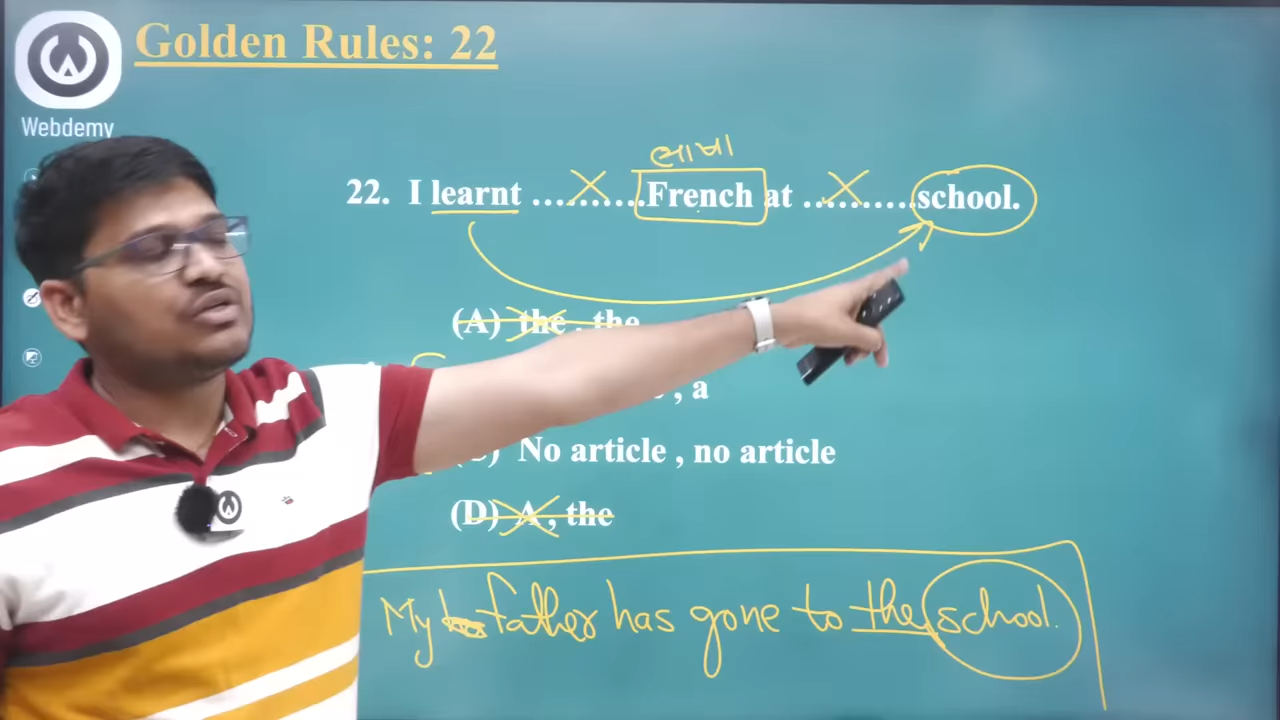 Golden Rules: 22
Webdemy
ભાષા
22. I learnt ..........French at ..........school.
(A) the , the
, a
(C) No article , no article
(D) A , the
My father has gone to the school.